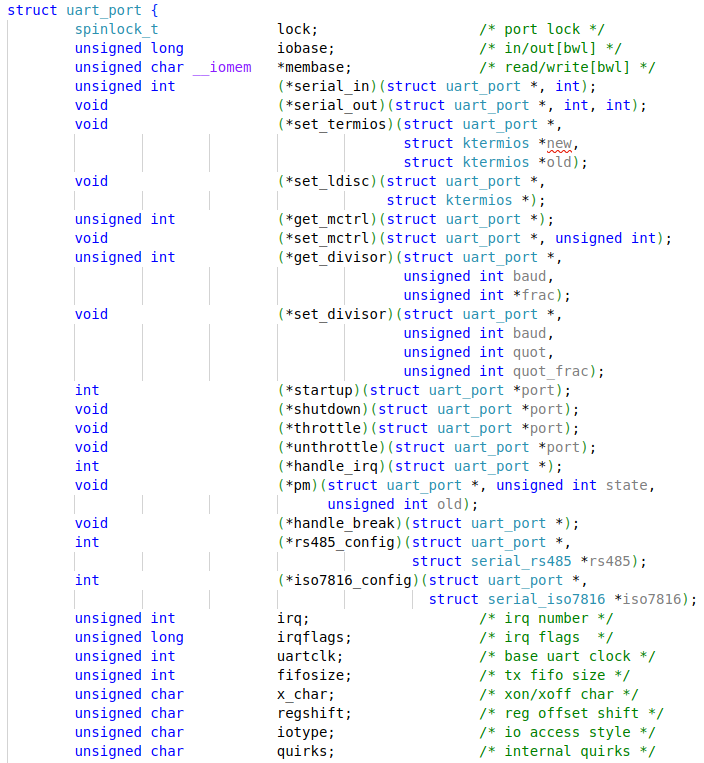 struct uart_port {
spinlock_t lock; /* port lock */
unsigned long iobase; /* in/out[bwl] */
unsigned char __iomem *membase; /* read/write[bwl] */
unsigned int (*serial_in)(struct uart_port *, int);
void (*serial_out)(struct uart_port *, int, int);
void (*set_termios)(struct uart_port *,
struct ktermios *new,
struct ktermios *old);
void (*set_ldisc)(struct uart_port *,
struct ktermios *);
unsigned int (*get_mctrl)(struct uart_port *);
void (*set_mctrl)(struct uart_port *, unsigned int);
unsigned int (*get_divisor)(struct uart_port *,
unsigned int baud,
unsigned int *frac);
void (*set_divisor)(struct uart_port *,
unsigned int baud,
unsigned int quot,
unsigned int quot_frac);
int (*startup)(struct uart_port *port);
void (*shutdown)(struct uart_port *port);
void (*throttle)(struct uart_port *port);
void (*unthrottle)(struct uart_port *port);
int (*handle_irq)(struct uart_port *);
void (*pm)(struct uart_port *, unsigned int state,
unsigned int old);
void (*handle_break)(struct uart_port *);
int (*rs485_config)(struct uart_port *,
struct serial_rs485 *rs485);
int (*iso7816_config)(struct uart_port *,
struct serial_iso7816 *iso7816);
unsigned int irq; /* irq number */
unsigned long irqflags; /* irq flags  */
unsigned int uartclk; /* base uart clock */
unsigned int fifosize; /* tx fifo size */
unsigned char x_char; /* xon/xoff char */
unsigned char regshift; /* reg offset shift */
unsigned char iotype; /* io access style */
unsigned char quirks; /* internal quirks */